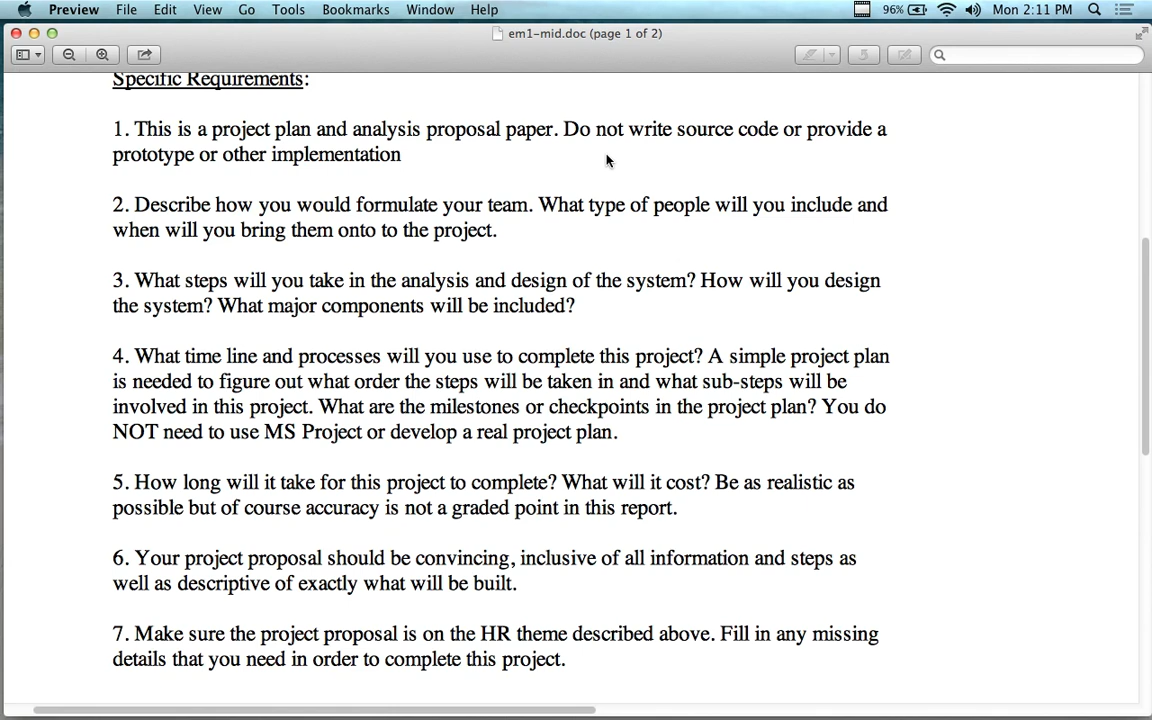 Preview File Edit View Go Tools Bookmarks Window Help 96% Mon 2:11 PM
em1-mid.doc (page 1 of 2)
Specific Requirements:
1. This is a project plan and analysis proposal paper. Do not write source code or provide a
prototype or other implementation
2. Describe how you would formulate your team. What type of people will you include and
when will you bring them onto to the project.
3. What steps will you take in the analysis and design of the system? How will you design
the system? What major components will be included?
4. What time line and processes will you use to complete this project? A simple project plan
is needed to figure out what order the steps will be taken in and what sub-steps will be
involved in this project. What are the milestones or checkpoints in the project plan? You do
NOT need to use MS Project or develop a real project plan.
5. How long will it take for this project to complete? What will it cost? Be as realistic as
possible but of course accuracy is not a graded point in this report.
6. Your project proposal should be convincing, inclusive of all information and steps as
well as descriptive of exactly what will be built.
7. Make sure the project proposal is on the HR theme described above. Fill in any missing
details that you need in order to complete this project.